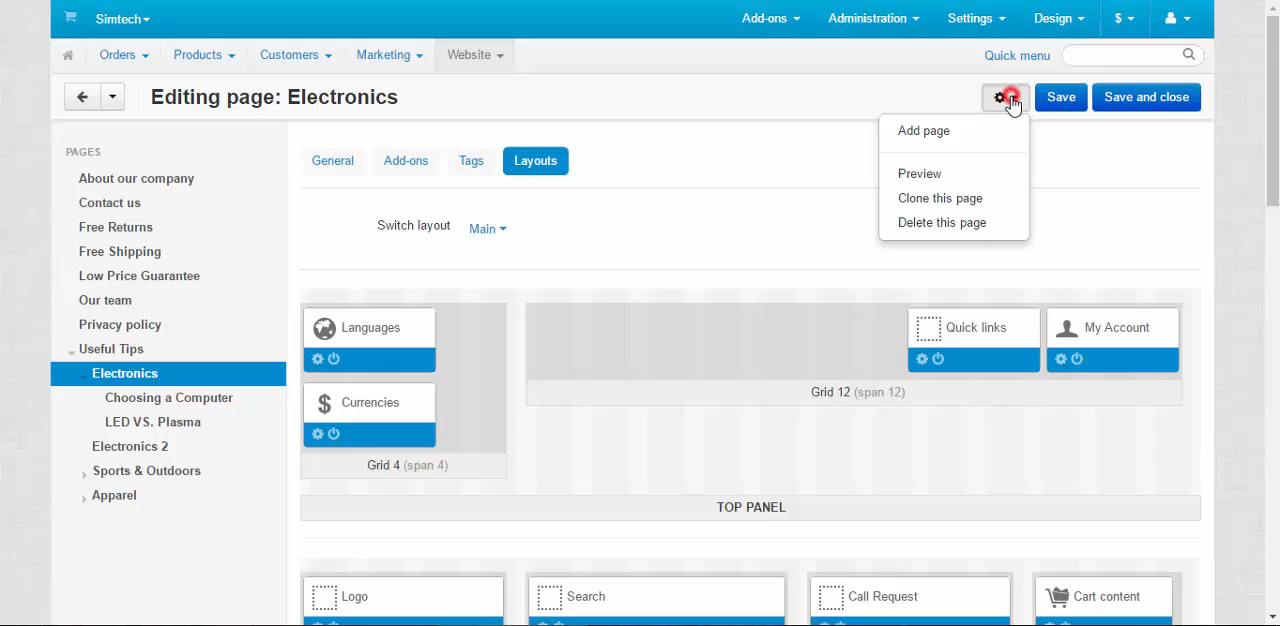 Simtech
Add-ons
Administration
Settings
Design
$
Orders
Products
Customers
Marketing
Website
Quick menu
Editing page: Electronics
Save
Save and close
Add page
Preview
Clone this page
Delete this page
PAGES
About our company
Contact us
Free Returns
Free Shipping
Low Price Guarantee
Our team
Privacy policy
Useful Tips
Electronics
Choosing a Computer
LED VS. Plasma
Electronics 2
Sports & Outdoors
Apparel
General
Add-ons
Tags
Layouts
Switch layout
Main
Languages
$ Currencies
Grid 4 (span 4)
Quick links
My Account
Grid 12 (span 12)
TOP PANEL
Logo
Search
Call Request
Cart content